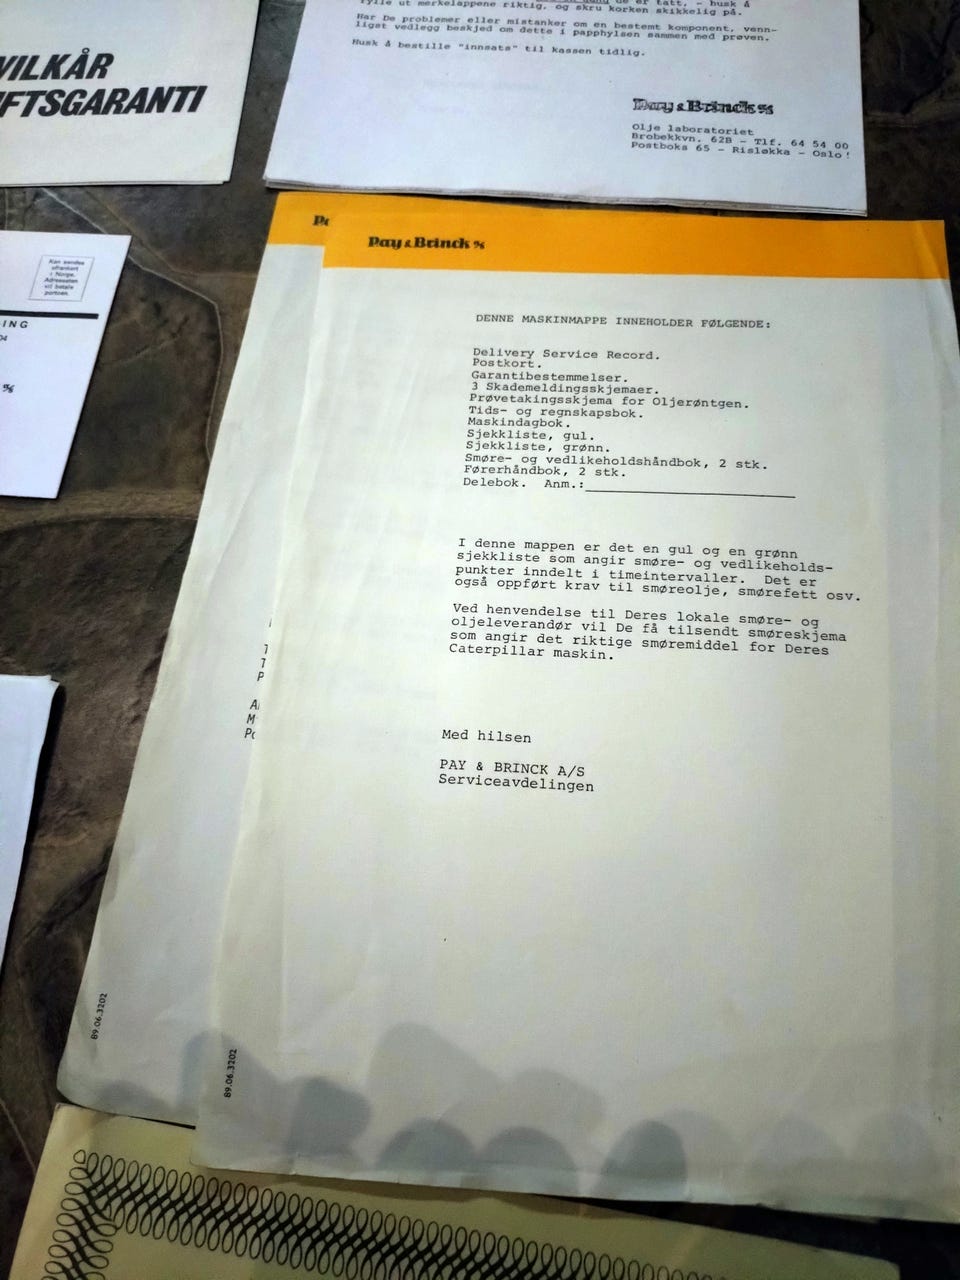 VILKÅR
IFTSGARANTI
fylle ut merkelappene riktig, og skru korken skikkelig på.
Har De problemer eller mistanker om en bestemt komponent, venn-
ligst vedlegg beskjed om dette i papphylsen sammen med prøven.
Husk å bestille "innsats" til kassen tidlig.
Pay & Brinck A/S
Olje laboratoriet
Brobekkvn. 62B - Tlf. 64 54 00
Postboks 65 - Risløkka - Oslo
Kan sendes
ufrankert
i Norge.
Adressaten
vil betale
portoen.
ING
04
A/S
Pa
Pay & Brinck A/S
DENNE MASKINMAPPE INNEHOLDER FØLGENDE:
Delivery Service Record.
Postkort.
Garantibestemmelser.
3 Skademeldingsskjemaer.
Prøvetakingsskjema for Oljerøntgen.
Tids- og regnskapsbok.
Maskindagbok.
Sjekkliste, gul.
Sjekkliste, grønn.
Smøre- og vedlikeholdshåndbok, 2 stk.
Førerhåndbok, 2 stk.
Delebok. Anm.:
I denne mappen er det en gul og en grønn
sjekkliste som angir smøre- og vedlikeholds-
punkter inndelt i timeintervaller. Det er
også oppført krav til smøreolje, smørefett osv.
Ved henvendelse til Deres lokale smøre- og
oljeleverandør vil De få tilsendt smøreskjema
som angir det riktige smøremiddel for Deres
Caterpillar maskin.
T
T
P
A
M
Po
Med hilsen
PAY & BRINCK A/S
Serviceavdelingen
89.06.3202
89.06.3202